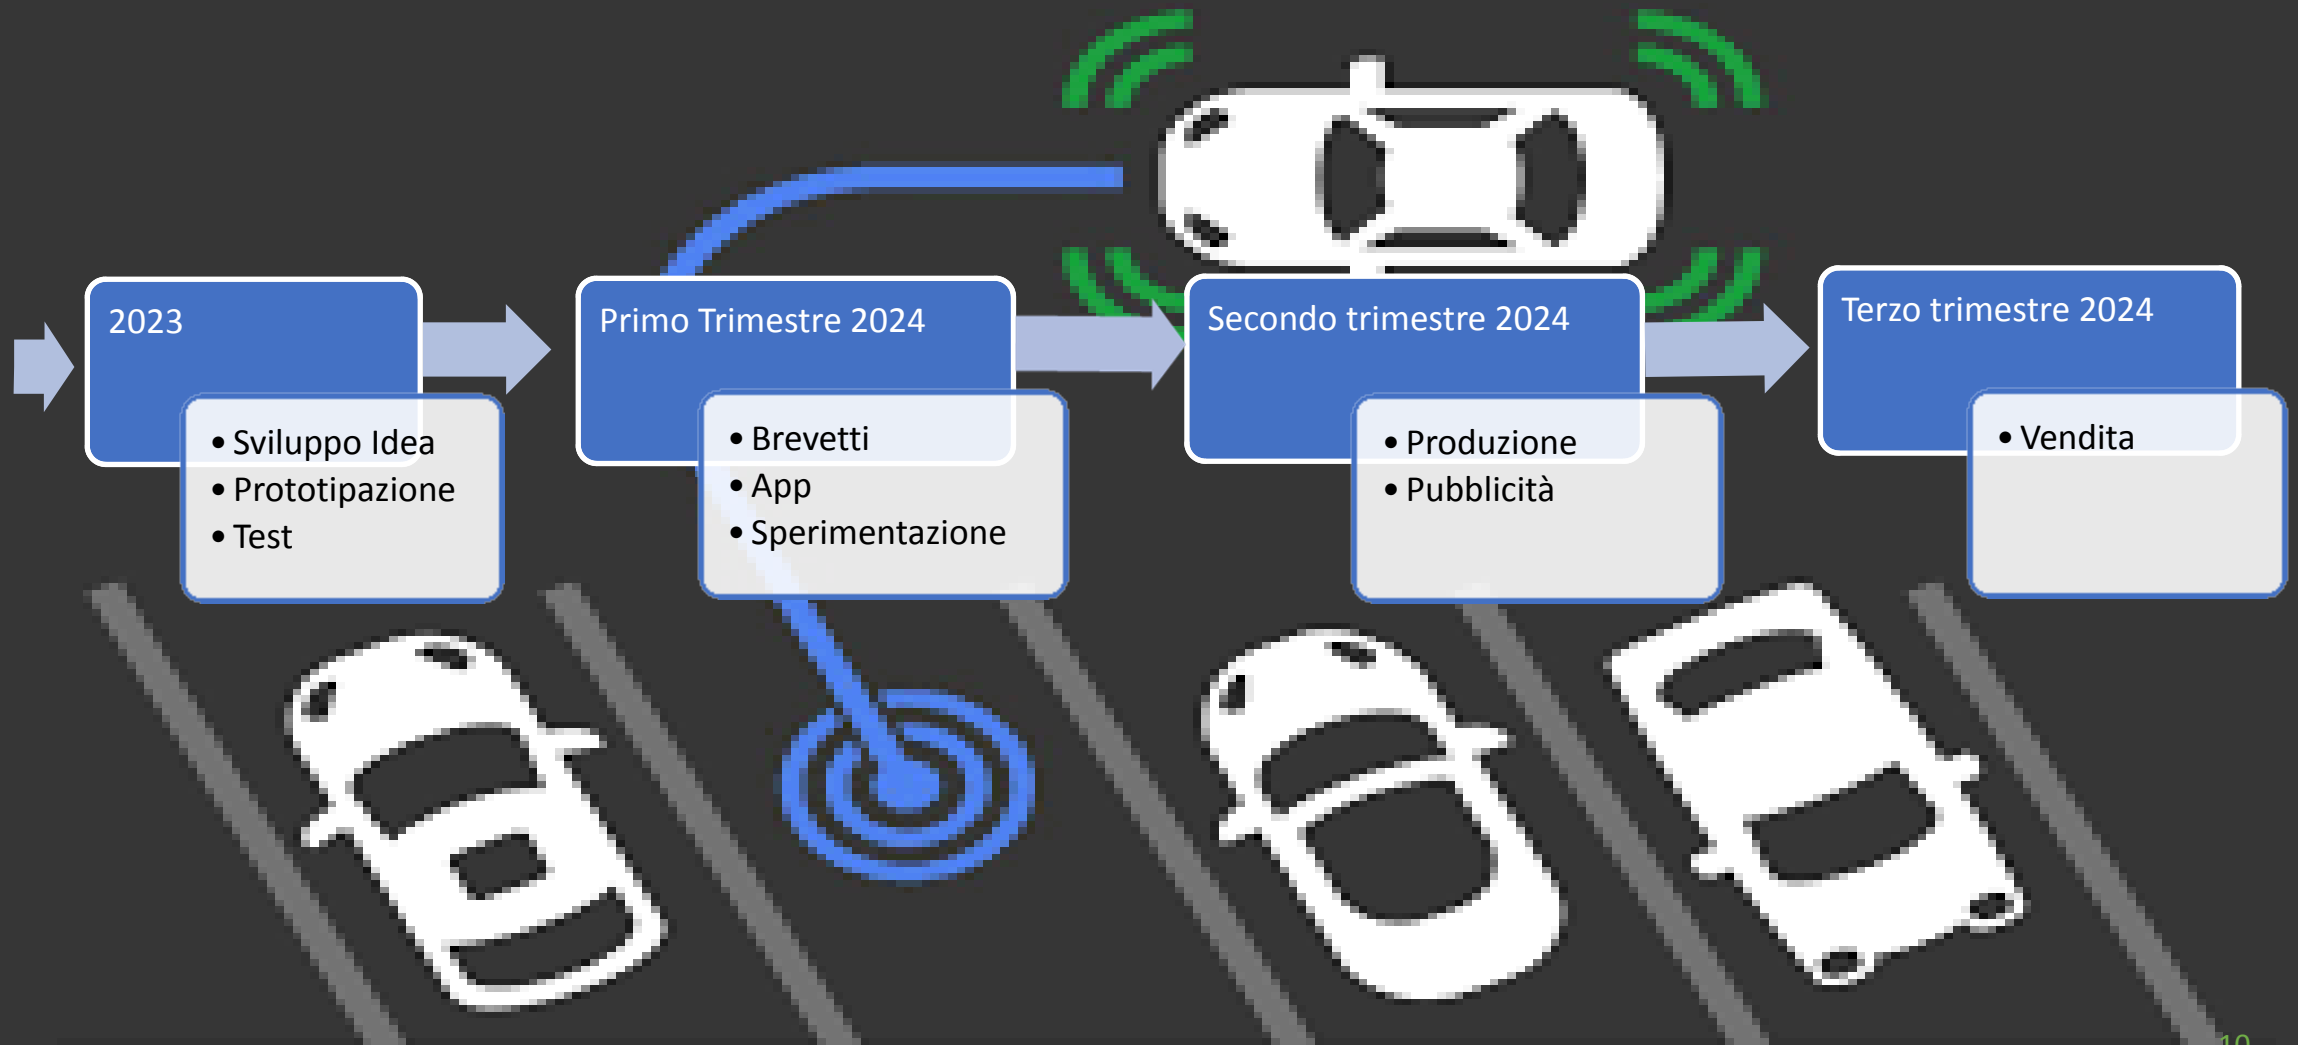 2023
• Sviluppo Idea
• Prototipazione
• Test
Primo Trimestre 2024
• Brevetti
• App
• Sperimentazione
Secondo trimestre 2024
• Produzione
• Pubblicità
Terzo trimestre 2024
• Vendita
10